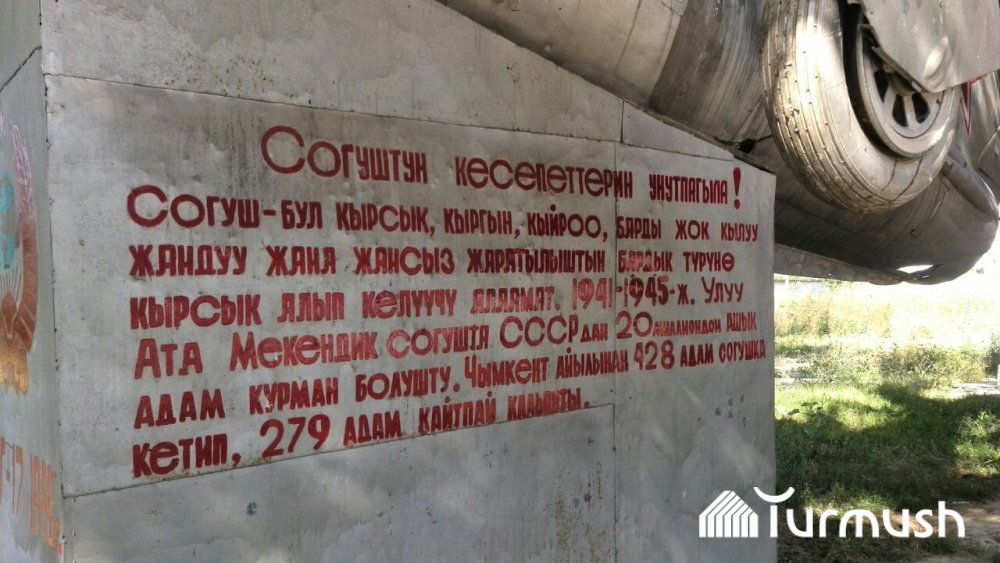 Согуштун кесепеттерин унутпагыла!
Согуш-бул кырсык, кыргын, кыйроо, барды жок кылуу
жандуу жана жансыз жаратылыштын бардык түрүнө
кырсык алып келүүчү алаамат. 1941-1945-ж. Улуу
Ата Мекендик согушта СССРдан 20 миллиондон ашык
адам курман болушту. Чымкент айылынан 428 адам согушка
кетип, 279 адам кайтпай калышты.
Turmush